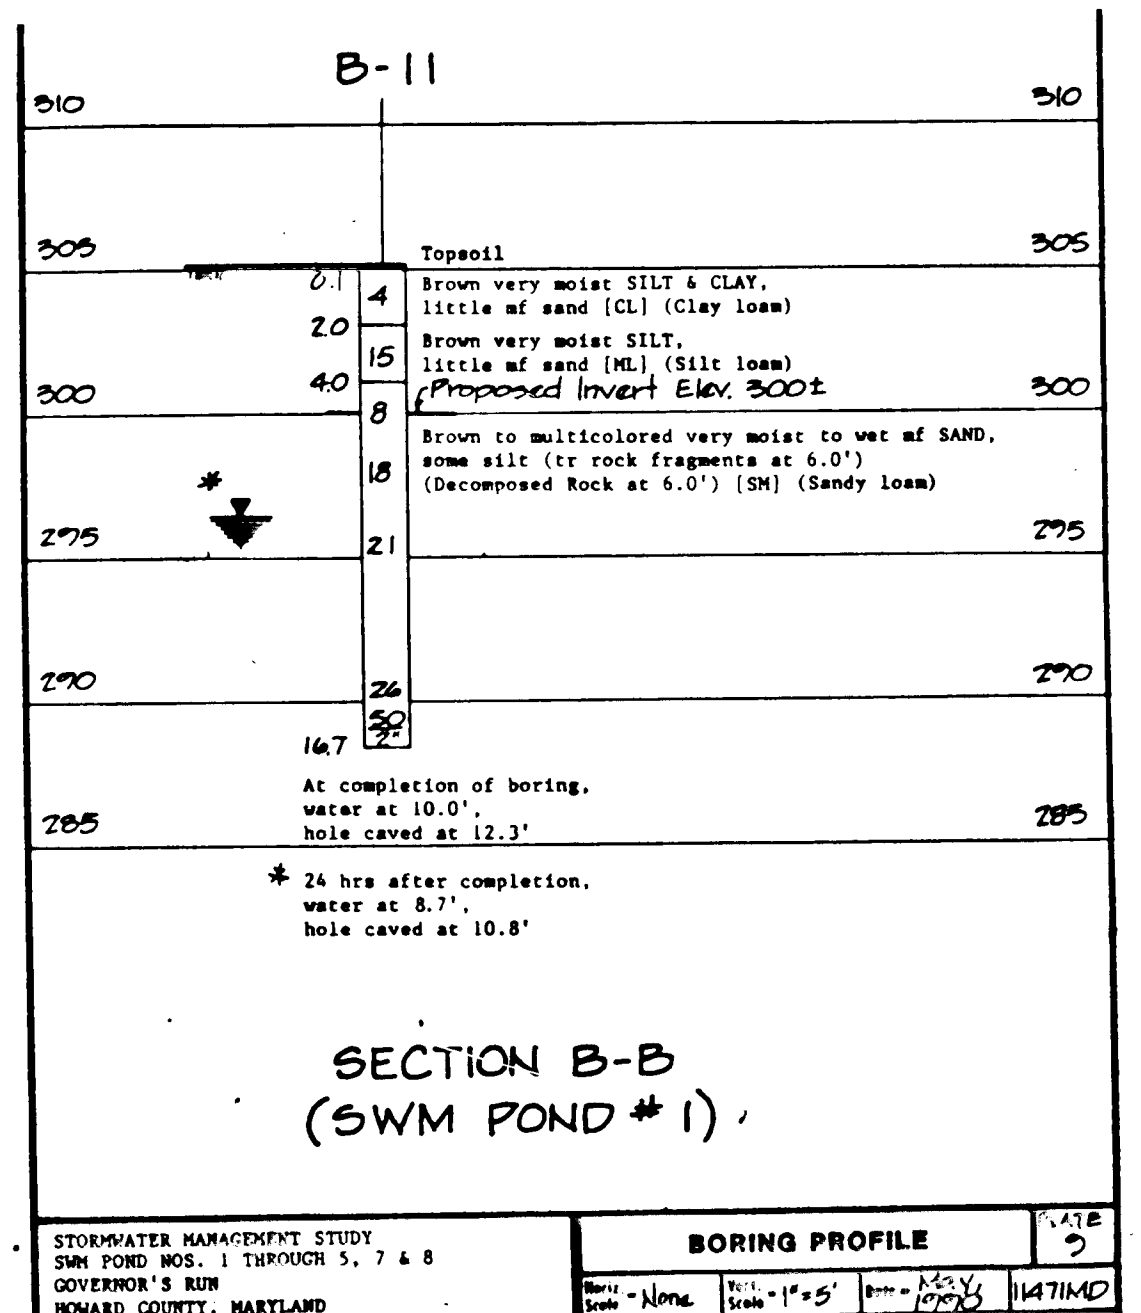 B-11
310 310
305 305
Topsoil
0.1 4 Brown very moist SILT & CLAY,
little mf sand [CL] (Clay loam)
2.0
15 Brown very moist SILT,
little mf sand [ML] (Silt loam)
4.0
300 Proposed Invert Elev. 300± 300
8
Brown to multicolored very moist to wet mf SAND,
18 some silt (tr rock fragments at 6.0')
(Decomposed Rock at 6.0') [SM] (Sandy loam)
*
295 21 295
290 26 290
50
2"
16.7
At completion of boring,
water at 10.0',
hole caved at 12.3'
285 285
* 24 hrs after completion,
water at 8.7',
hole caved at 10.8'
SECTION B-B
(SWM POND # 1)
STORMWATER MANAGEMENT STUDY
SWM POND NOS. 1 THROUGH 5, 7 & 8
GOVERNOR'S RUN
HOWARD COUNTY, MARYLAND
BORING PROFILE
PLATE
9
Horiz. Scale - None
Vert. Scale - 1" = 5'
Date - May 1990
11471MD